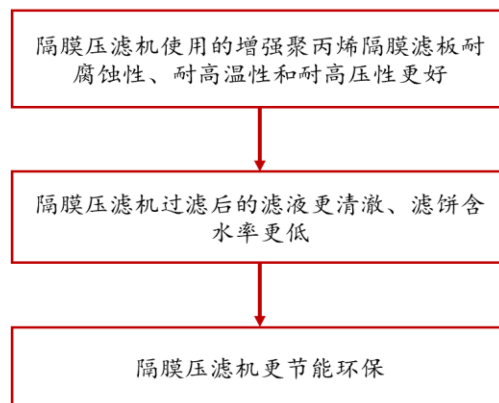 隔膜压滤机使用的增强聚丙烯隔膜滤板耐
腐蚀性、耐高温性和耐高压性更好
隔膜压滤机过滤后的滤液更清澈、滤饼含
水率更低
隔膜压滤机更节能环保